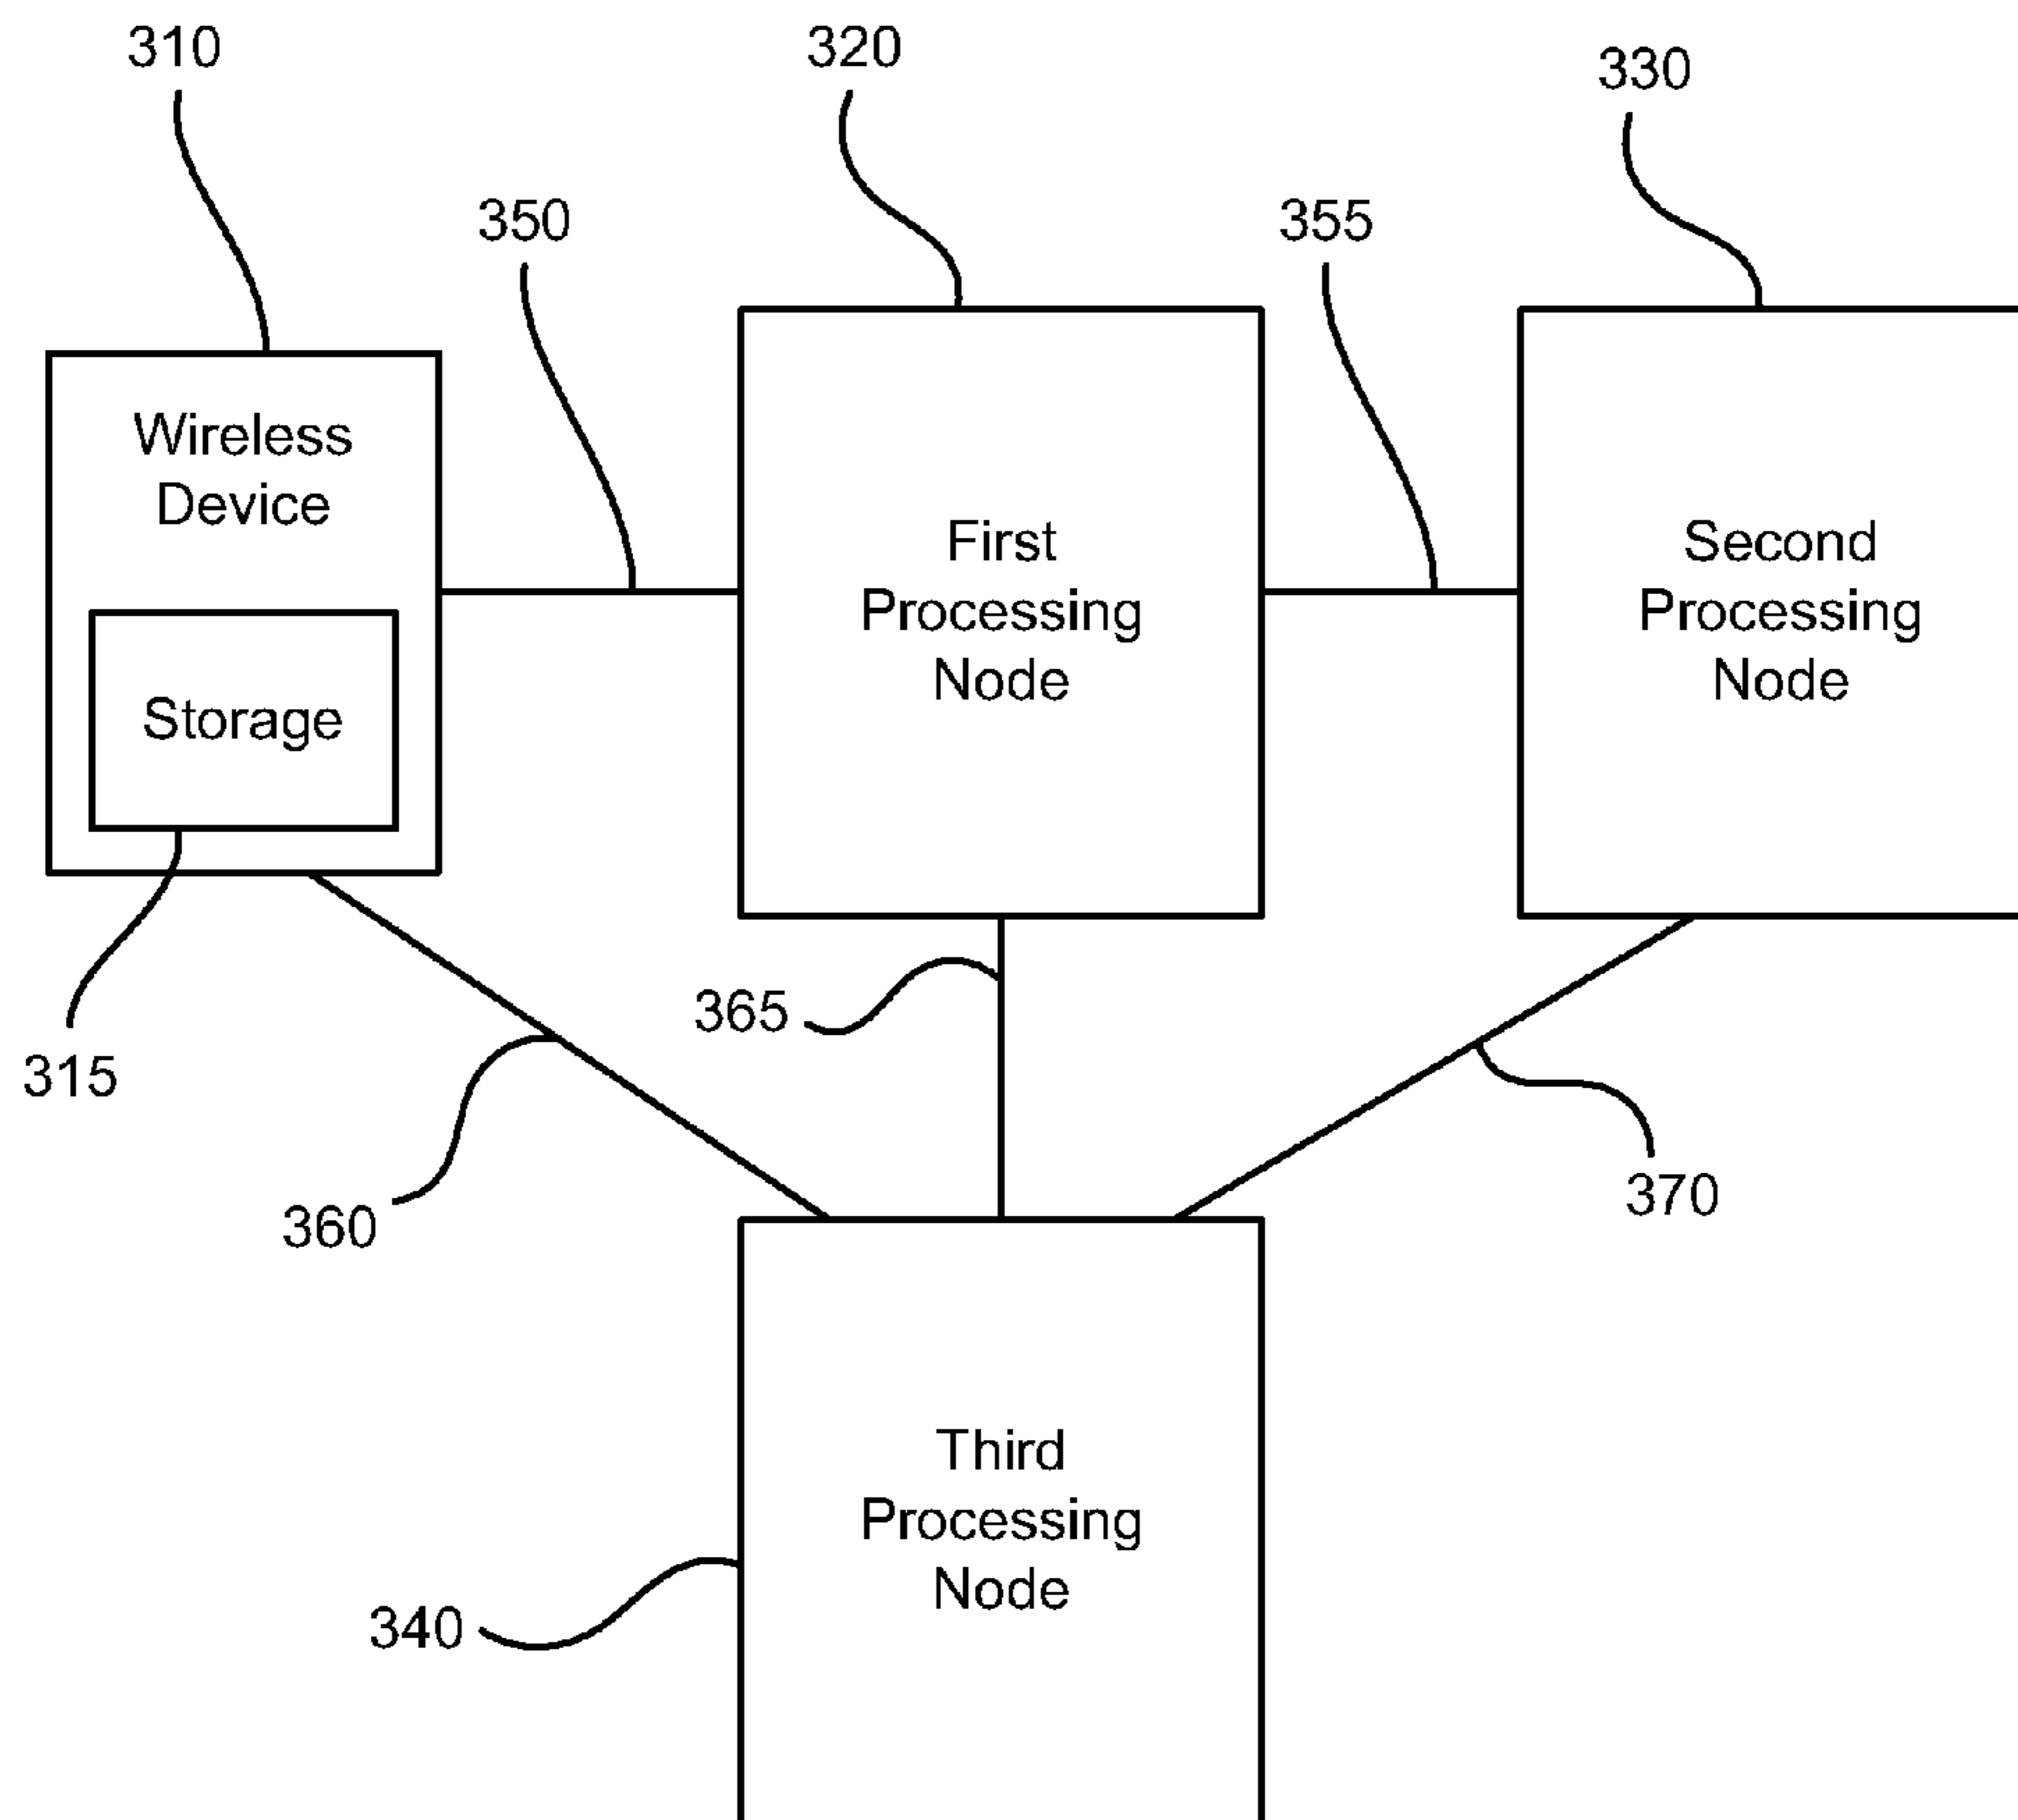 310
320
330
350
355
Wireless
Device
Storage
First
Processing
Node
Second
Processing
Node
315
365
360
370
Third
Processing
Node
340